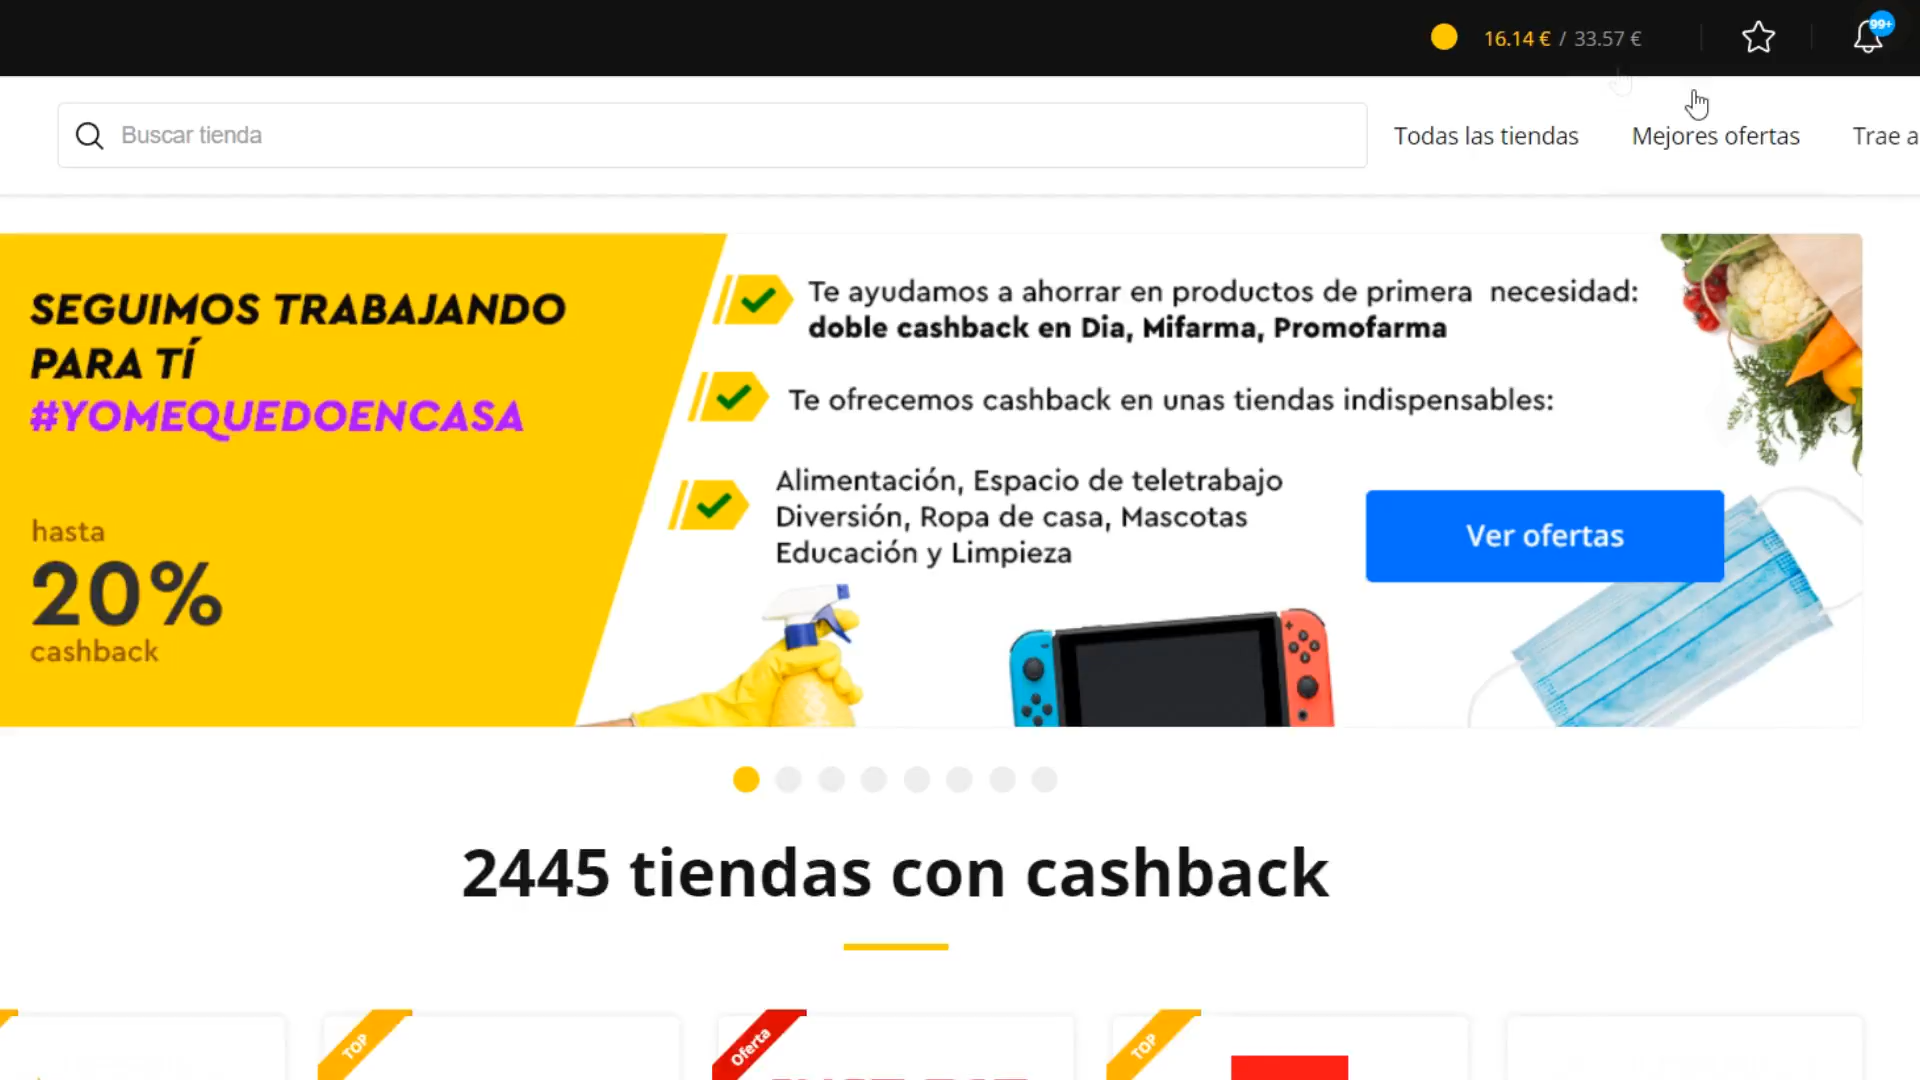 16.14 € / 33.57 €
99+
Buscar tienda
Todas las tiendas
Mejores ofertas
Trae a
SEGUIMOS TRABAJANDO
PARA TÍ
#YOMEQUEDOENCASA
hasta
20%
cashback
Te ayudamos a ahorrar en productos de primera necesidad:
doble cashback en Dia, Mifarma, Promofarma
Te ofrecemos cashback en unas tiendas indispensables:
Alimentación, Espacio de teletrabajo
Diversión, Ropa de casa, Mascotas
Educación y Limpieza
Ver ofertas
2445 tiendas con cashback
TOP
Oferta
TOP